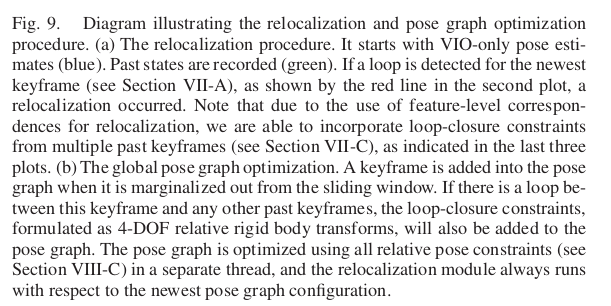 Fig. 9. Diagram illustrating the relocalization and pose graph optimization
procedure. (a) The relocalization procedure. It starts with VIO-only pose esti-
mates (blue). Past states are recorded (green). If a loop is detected for the newest
keyframe (see Section VII-A), as shown by the red line in the second plot, a
relocalization occurred. Note that due to the use of feature-level correspon-
dences for relocalization, we are able to incorporate loop-closure constraints
from multiple past keyframes (see Section VII-C), as indicated in the last three
plots. (b) The global pose graph optimization. A keyframe is added into the pose
graph when it is marginalized out from the sliding window. If there is a loop be-
tween this keyframe and any other past keyframes, the loop-closure constraints,
formulated as 4-DOF relative rigid body transforms, will also be added to the
pose graph. The pose graph is optimized using all relative pose constraints (see
Section VIII-C) in a separate thread, and the relocalization module always runs
with respect to the newest pose graph configuration.